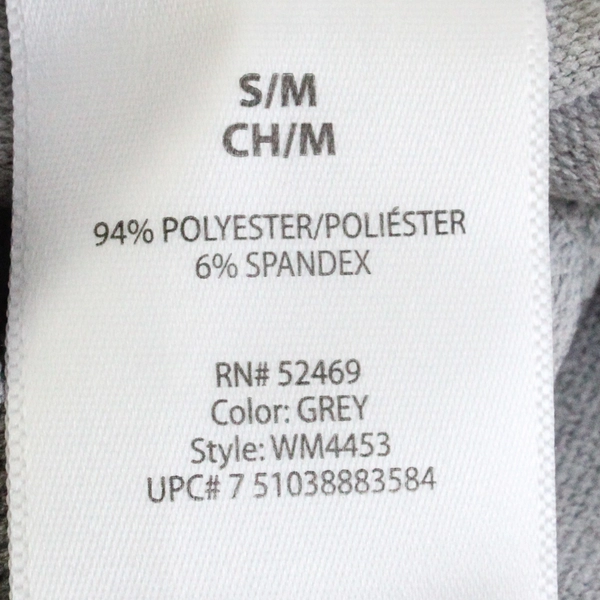 S/M
CH/M
94% POLYESTER/POLIÉSTER
6% SPANDEX
RN# 52469
Color: GREY
Style: WM4453
UPC# 7 51038883584